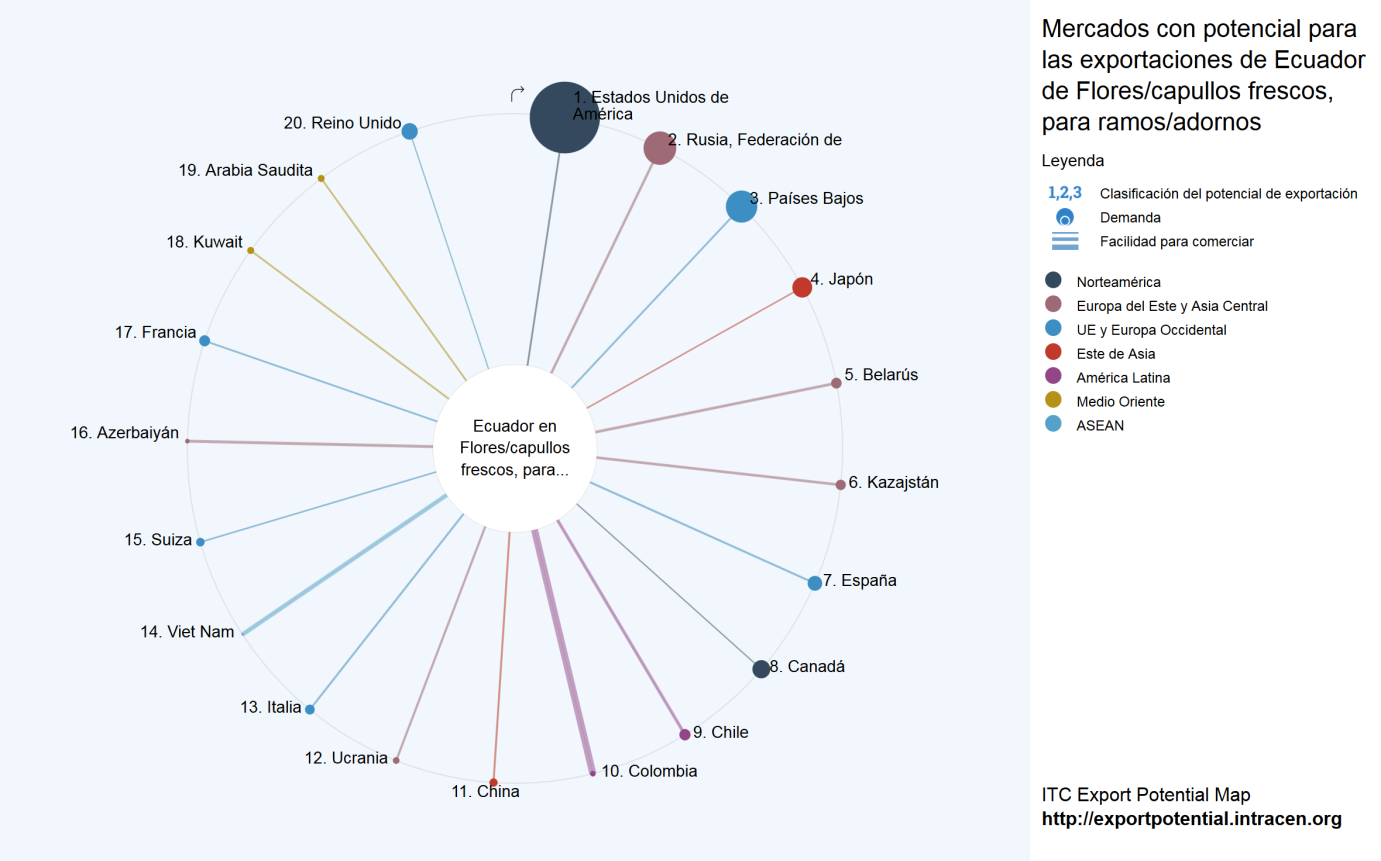 Mercados con potencial para
las exportaciones de Ecuador
de Flores/capullos frescos,
para ramos/adornos
Leyenda
1,2,3 Clasificación del potencial de exportación
Demanda
Facilidad para comerciar
Norteamérica
Europa del Este y Asia Central
UE y Europa Occidental
Este de Asia
América Latina
Medio Oriente
ASEAN
1. Estados Unidos de
América
2. Rusia, Federación de
3. Países Bajos
4. Japón
5. Belarús
6. Kazajstán
7. España
8. Canadá
9. Chile
10. Colombia
11. China
12. Ucrania
13. Italia
14. Viet Nam
15. Suiza
16. Azerbaiyán
17. Francia
18. Kuwait
19. Arabia Saudita
20. Reino Unido
Ecuador en
Flores/capullos
frescos, para...
ITC Export Potential Map
http://exportpotential.intracen.org